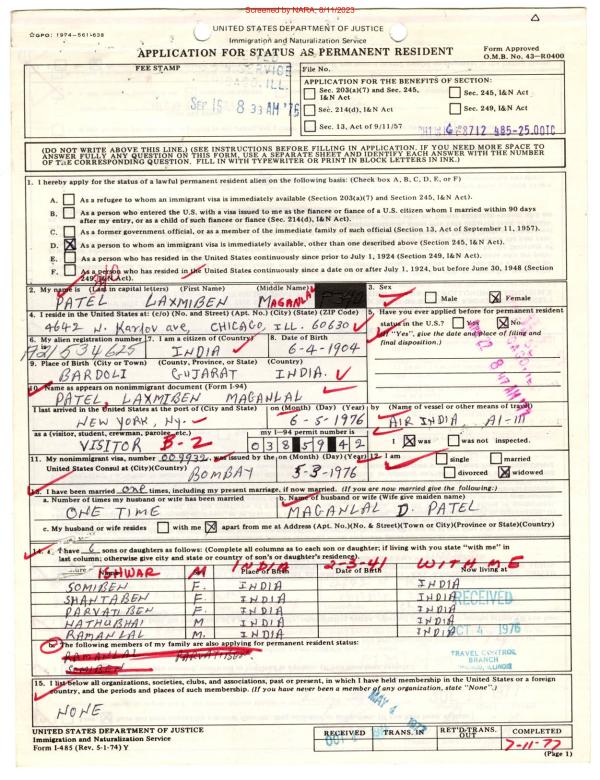 Screened by NARA, 8/11/2023
GPO: 1974-561-638
UNITED STATES DEPARTMENT OF JUSTICE
Immigration and Naturalization Service
APPLICATION FOR STATUS AS PERMANENT RESIDENT
Form Approved
O.M.B. No. 43-R0400
FEE STAMP
File No.
SERVICE
ILL.
SEP 15 8 33 AM '76
APPLICATION FOR THE BENEFITS OF SECTION:
Sec. 203(a)(7) and Sec. 245, I&N Act
Sec. 245, I&N Act
Sec. 214(d), I&N Act
Sec. 249, I&N Act
Sec. 13, Act of 9/11/57
485-25.00TC
(DO NOT WRITE ABOVE THIS LINE.) (SEE INSTRUCTIONS BEFORE FILLING IN APPLICATION. IF YOU NEED MORE SPACE TO
ANSWER FULLY ANY QUESTION ON THIS FORM, USE A SEPARATE SHEET AND IDENTIFY EACH ANSWER WITH THE NUMBER
OF THE CORRESPONDING QUESTION. FILL IN WITH TYPEWRITER OR PRINT IN BLOCK LETTERS IN INK.)
1. I hereby apply for the status of a lawful permanent resident alien on the following basis: (Check box A, B, C, D, E, or F)
A. As a refugee to whom an immigrant visa is immediately available (Section 203(a)(7) and Section 245, I&N Act).
B. As a person who entered the U.S. with a visa issued to me as the fiancee or fiance of a U.S. citizen whom I married within 90 days
after my entry, or as a child of such fiancee or fiance (Sec. 214(d), I&N Act).
C. As a former government official, or as a member of the immediate family of such official (Section 13, Act of September 11, 1957).
D. X As a person to whom an immigrant visa is immediately available, other than one described above (Section 245, I&N Act).
E. As a person who has resided in the United States continuously since prior to July 1, 1924 (Section 249, I&N Act).
F. As a person who has resided in the United States continuously since a date on or after July 1, 1924, but before June 30, 1948 (Section
249, I&N Act).
2. My name is (Last in capital letters) (First Name) (Middle Name)
PATEL LAXMIBEN MAGANLAL
3. Sex
Male X Female
4. I reside in the United States at: (c/o) (No. and Street) (Apt. No.) (City) (State) (ZIP Code)
4642 N. Karlov ave, CHICAGO, ILL. 60630
5. Have you ever applied before for permanent resident
status in the U.S.? Yes X No
(If "Yes", give the date and place of filing and
final disposition.)
6. My alien registration number
A21534625
7. I am a citizen of (Country)
INDIA
8. Date of Birth
6-4-1904
9. Place of Birth (City or Town) (County, Province or State) (Country)
BARDOLI GUJARAT INDIA.
10. Name as appears on nonimmigrant document (Form I-94)
PATEL, LAXMIBEN MAGANLAL
I last arrived in the United States at the port of (City and State)
NEW YORK, NY.
on (Month) (Day) (Year)
6-5-1976
by (Name of vessel or other means of travel)
AIR INDIA AI-111
as a (visitor, student, crewman, parolee, etc.)
VISITOR B-2
my I-94 permit number is
038 59 42
I X was was not inspected.
11. My nonimmigrant visa, number 009932, was issued by the
United States Consul at (City)(Country)
BOMBAY
on (Month) (Day) (Year)
3-3-1976
12. I am
single married
divorced X widowed
13. I have been married one times, including my present marriage, if now married. (If you are now married give the following:)
a. Number of times my husband or wife has been married
ONE TIME
b. Name of husband or wife (Wife give maiden name)
MAGANLAL D. PATEL
c. My husband or wife resides with me X apart from me at Address (Apt. No.)(No. & Street)(Town or City)(Province or State)(Country)
14. a. I have 6 sons or daughters as follows: (Complete all columns as to each son or daughter; if living with you state "with me" in
last column; otherwise give city and state or country of son's or daughter's residence).
Place of Birth Date of Birth Now living at
ISHWAR M INDIA 2-3-41 WITH ME
SOMIBEN F. INDIA INDIA
SHANTABEN F. INDIA INDIA
PARVATIBEN F. INDIA INDIA
NATHUBHAI M INDIA INDIA
RAMANLAL M. INDIA INDIA
RECEIVED
OCT 4 1976
TRAVEL CONTROL
BRANCH
CHICAGO, ILLINOIS
b. The following members of my family are also applying for permanent resident status:
RAMANLAL PARVATIBEN
SOMIBEN
15. I list below all organizations, societies, clubs, and associations, past or present, in which I have held membership in the United States or a foreign
country, and the periods and places of such membership. (If you have never been a member of any organization, state "None".)
NONE
MAY 4 1977
UNITED STATES DEPARTMENT OF JUSTICE
Immigration and Naturalization Service
Form I-485 (Rev. 5-1-74) Y
RECEIVED
OCT 4
TRANS. IN
RET'D-TRANS. OUT
COMPLETED
7-11-77
(Page 1)